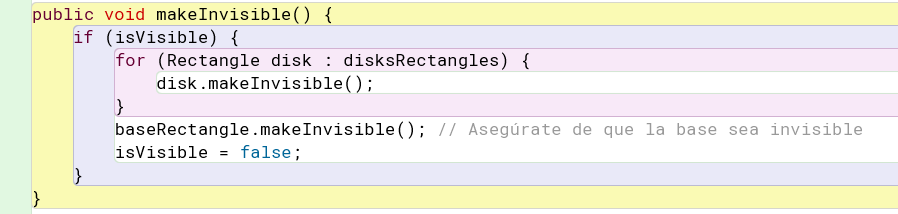 public void makeInvisible() {
if (isVisible) {
for (Rectangle disk : disksRectangles) {
disk.makeInvisible();
}
baseRectangle.makeInvisible(); // Asegúrate de que la base sea invisible
isVisible = false;
}
}